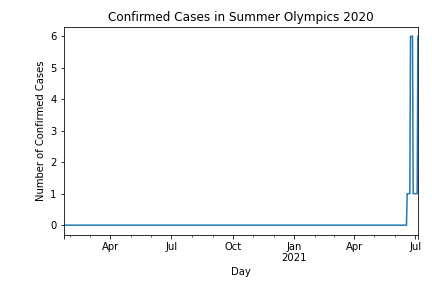 Confirmed Cases in Summer Olympics 2020
6
5
4
3
2
1
0
Number of Confirmed Cases
Apr
Jul
Oct
Jan
2021
Apr
Jul
Day